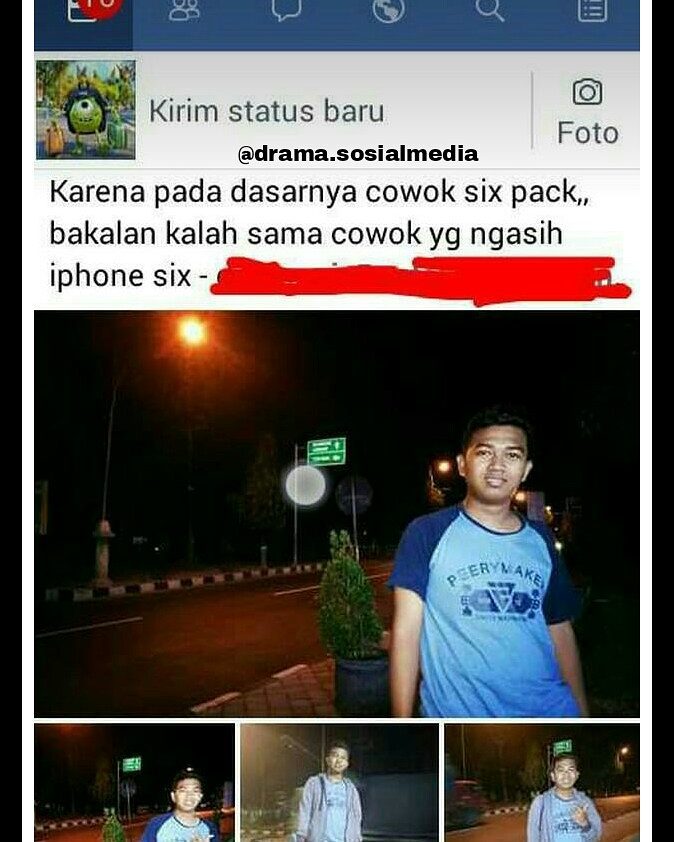 Kirim status baru
Foto
@drama.sosialmedia
Karena pada dasarnya cowok six pack,,
bakalan kalah sama cowok yg ngasih
iphone six -
PEERYMAKER